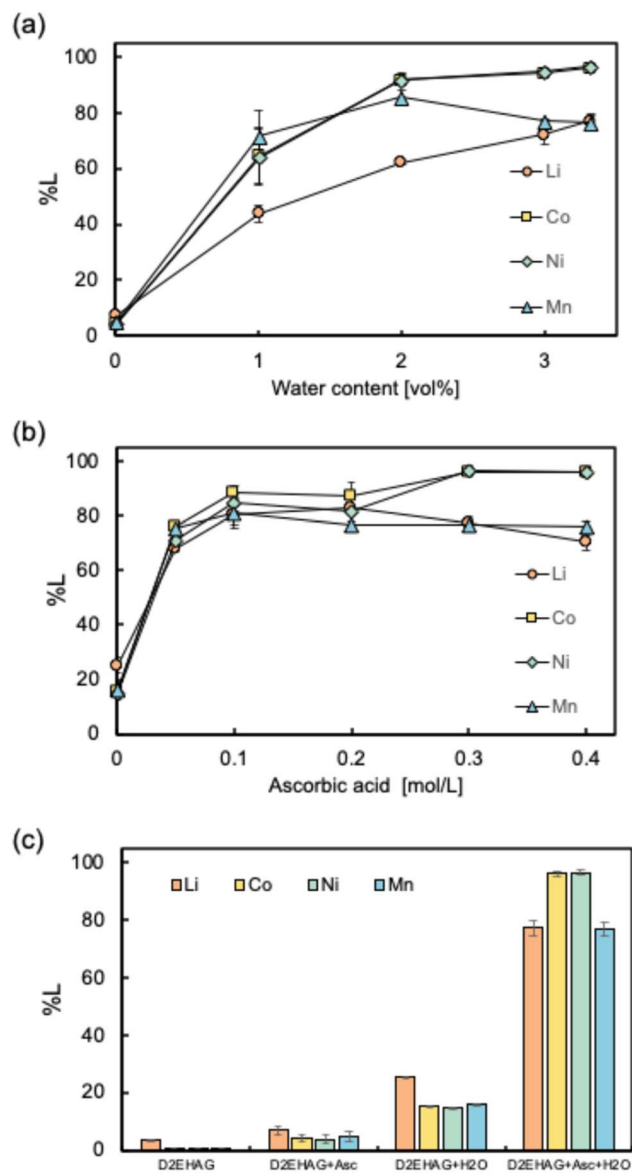 (a)
100
80
60
40
20
0
%L
Li
Co
Ni
Mn
0 1 2 3
Water content [vol%]
(b)
100
80
60
40
20
0
%L
Li
Co
Ni
Mn
0 0.1 0.2 0.3 0.4
Ascorbic acid [mol/L]
(c)
100
80
60
40
20
0
%L
Li Co Ni Mn
D2EHAG D2EHAG+Asc D2EHAG+H2O D2EHAG+Asc+H2O